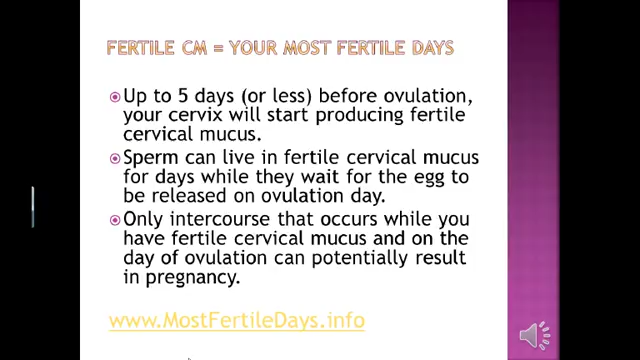 FERTILE CM = YOUR MOST FERTILE DAYS
Up to 5 days (or less) before ovulation,
your cervix will start producing fertile
cervical mucus.
Sperm can live in fertile cervical mucus
for days while they wait for the egg to
be released on ovulation day.
Only intercourse that occurs while you
have fertile cervical mucus and on the
day of ovulation can potentially result
in pregnancy.
www.MostFertileDays.info